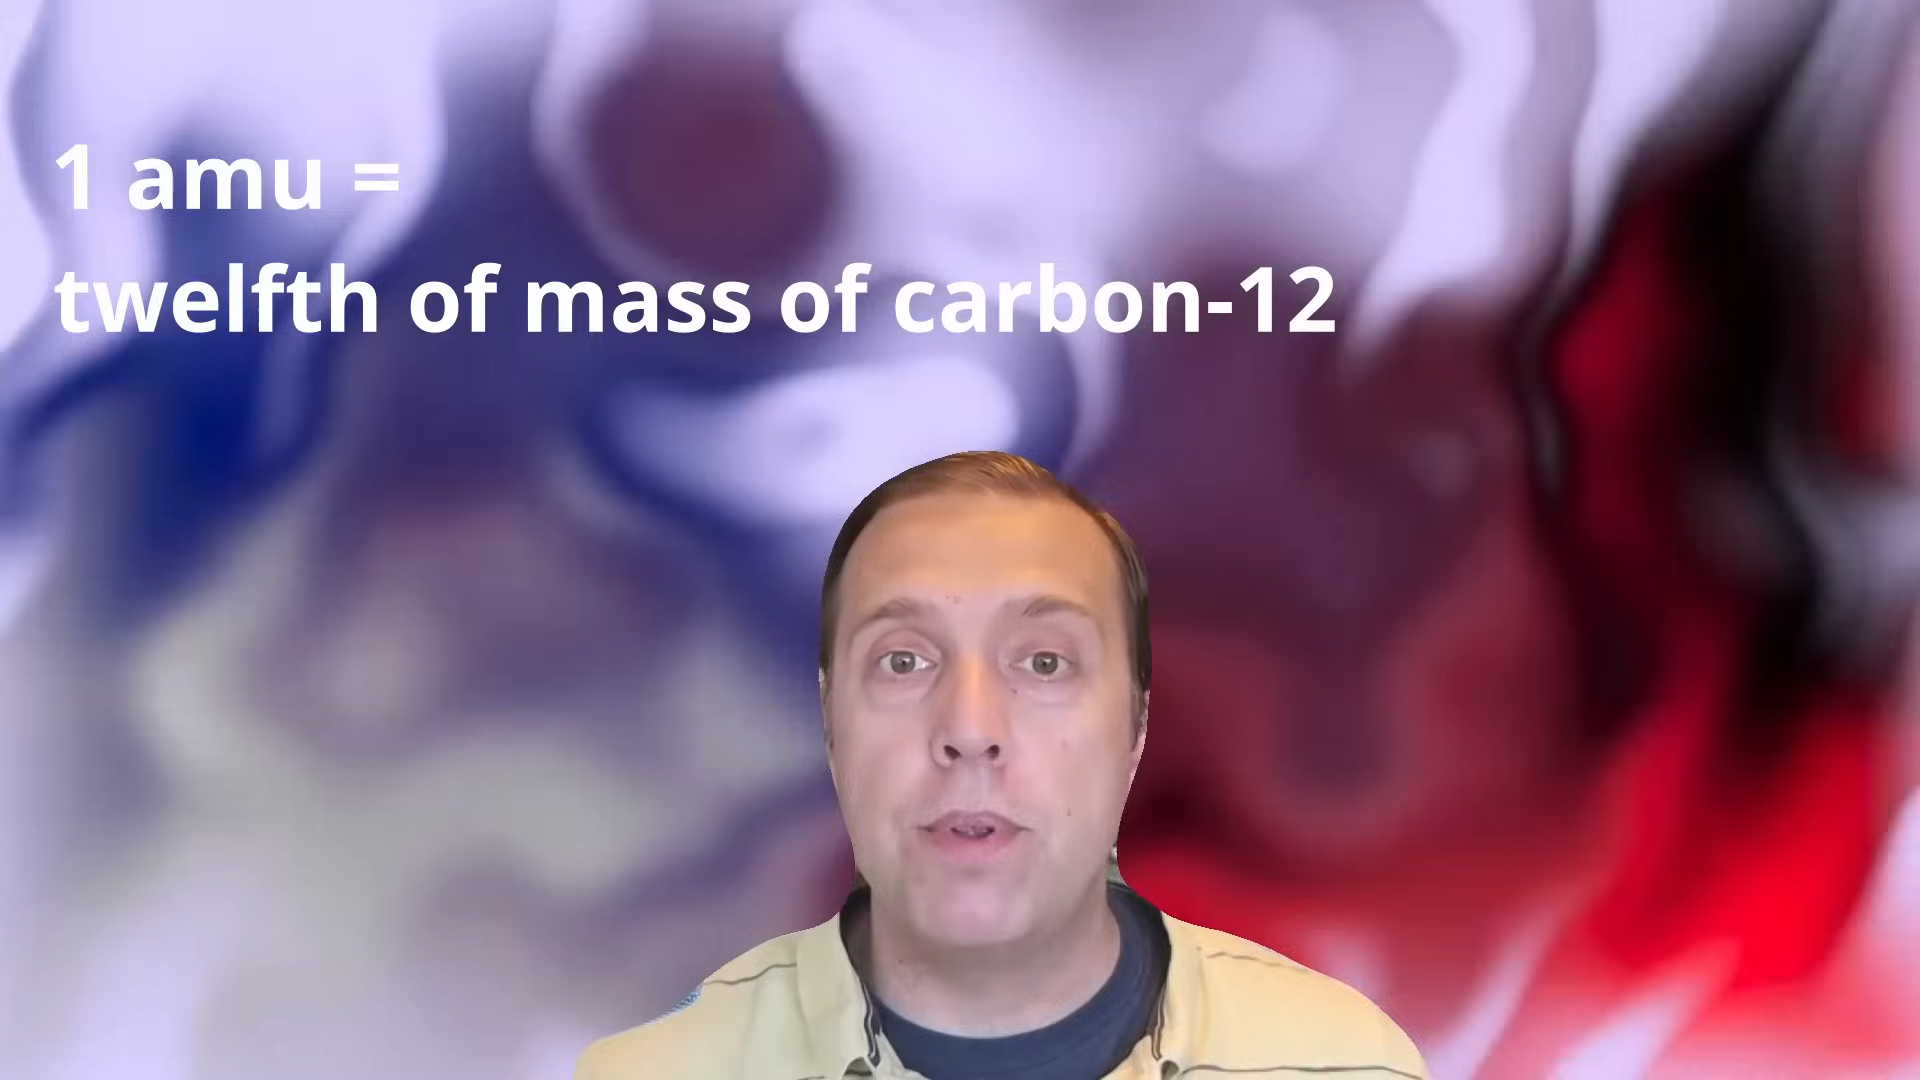 1 amu =
twelfth of mass of carbon-12